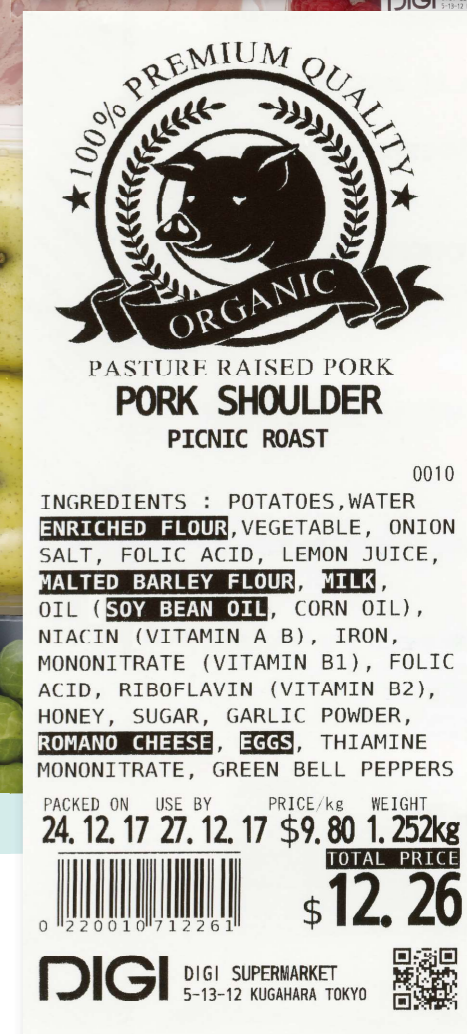 DIGI
100% PREMIUM QUALITY
ORGANIC
PASTURE RAISED PORK
PORK SHOULDER
PICNIC ROAST
0010
INGREDIENTS : POTATOES,WATER
ENRICHED FLOUR,VEGETABLE, ONION
SALT, FOLIC ACID, LEMON JUICE,
MALTED BARLEY FLOUR, MILK,
OIL (SOY BEAN OIL, CORN OIL),
NIACIN (VITAMIN A B), IRON,
MONONITRATE (VITAMIN B1), FOLIC
ACID, RIBOFLAVIN (VITAMIN B2),
HONEY, SUGAR, GARLIC POWDER,
ROMANO CHEESE, EGGS, THIAMINE
MONONITRATE, GREEN BELL PEPPERS
PACKED ON USE BY PRICE/kg WEIGHT
24. 12. 17 27. 12. 17 $9. 80 1. 252kg
TOTAL PRICE
$12. 26
0 220010 712261
DIGI DIGI SUPERMARKET
5-13-12 KUGAHARA TOKYO